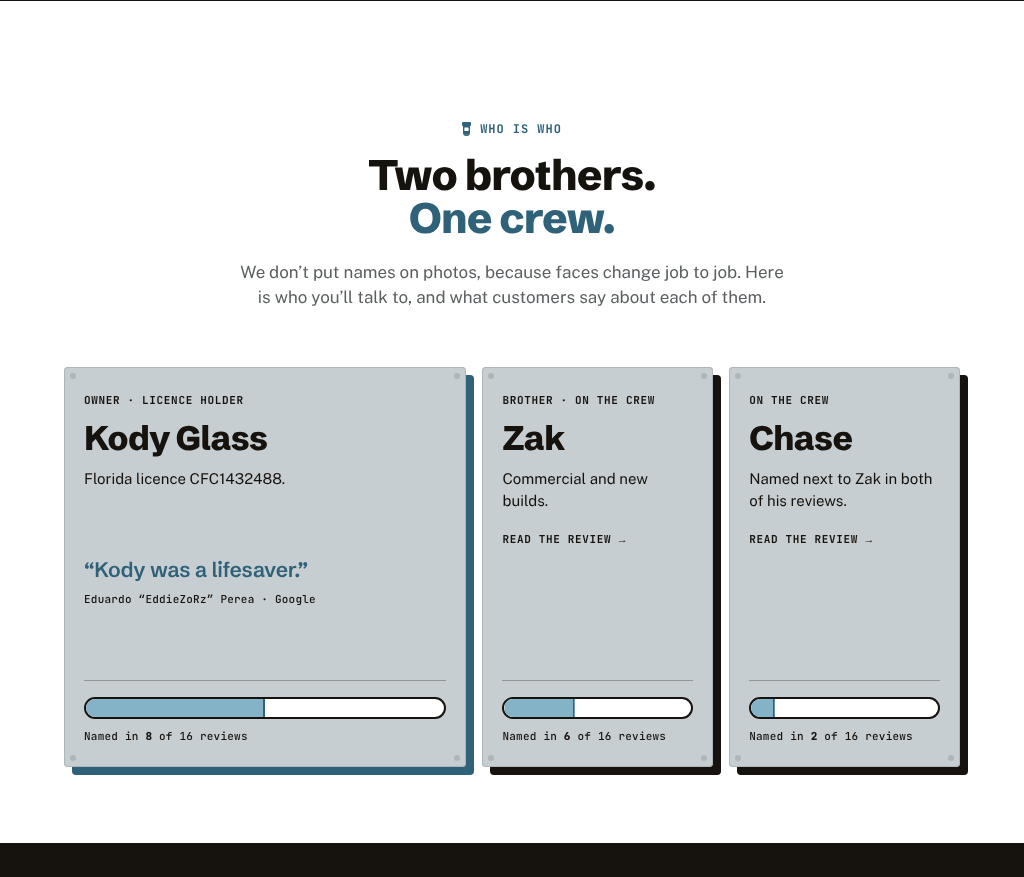 WHO IS WHO
Two brothers.
One crew.
We don’t put names on photos, because faces change job to job. Here
is who you’ll talk to, and what customers say about each of them.
OWNER · LICENCE HOLDER
Kody Glass
Florida licence CFC1432488.
“Kody was a lifesaver.”
Eduardo “EddieZoRz” Perea · Google
Named in 8 of 16 reviews
BROTHER · ON THE CREW
Zak
Commercial and new
builds.
READ THE REVIEW →
Named in 6 of 16 reviews
ON THE CREW
Chase
Named next to Zak in both
of his reviews.
READ THE REVIEW →
Named in 2 of 16 reviews